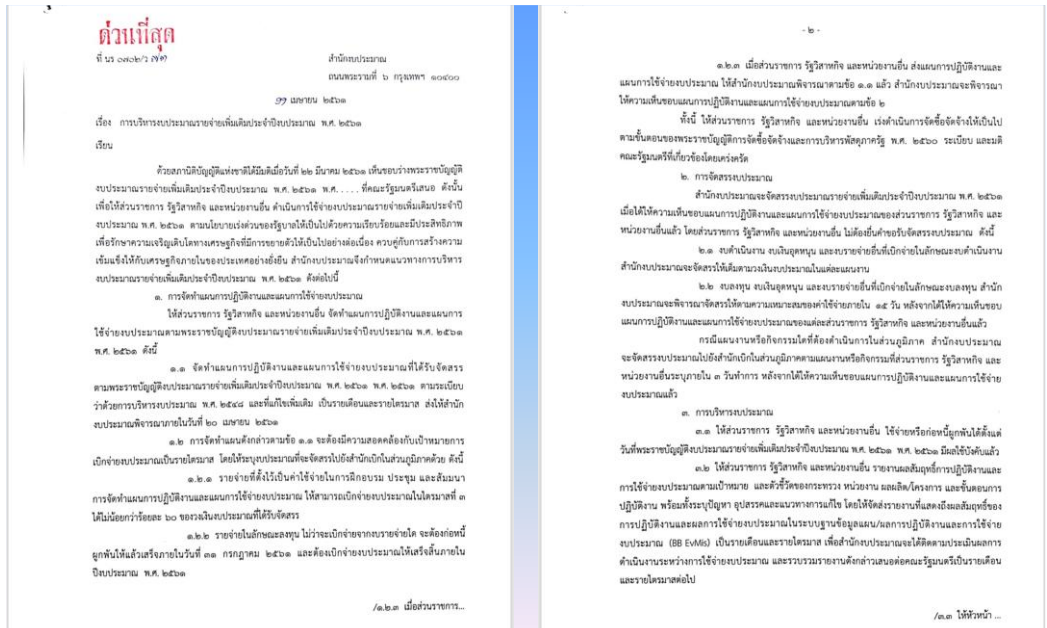 ด่วนที่สุด
ที่ นร ๐๗๐๒/ว
สำนักงบประมาณ
ถนนพระรามที่ ๖ กรุงเทพฯ ๑๐๔๐๐
๑๑ เมษายน ๒๕๖๑
เรื่อง การบริหารงบประมาณรายจ่ายเพิ่มเติมประจำปีงบประมาณ พ.ศ. ๒๕๖๑
เรียน
ด้วยสภานิติบัญญัติแห่งชาติได้มีมติเมื่อวันที่ ๒๒ มีนาคม ๒๕๖๑ เห็นชอบร่างพระราชบัญญัติ
งบประมาณรายจ่ายเพิ่มเติมประจำปีงบประมาณ พ.ศ. ๒๕๖๑ พ.ศ. .... ที่คณะรัฐมนตรีเสนอ ดังนั้น
เพื่อให้ส่วนราชการ รัฐวิสาหกิจ และหน่วยงานอื่น ดำเนินการใช้จ่ายงบประมาณรายจ่ายเพิ่มเติมประจำปี
งบประมาณ พ.ศ. ๒๕๖๑ ตามนโยบายเร่งด่วนของรัฐบาลให้เป็นไปด้วยความเรียบร้อยและมีประสิทธิภาพ
เพื่อรักษาความเจริญเติบโตทางเศรษฐกิจที่มีการขยายตัวให้เป็นไปอย่างต่อเนื่อง ควบคู่กับการสร้างความ
เข้มแข็งให้กับเศรษฐกิจภายในของประเทศอย่างยั่งยืน สำนักงบประมาณจึงกำหนดแนวทางการบริหาร
งบประมาณรายจ่ายเพิ่มเติมประจำปีงบประมาณ พ.ศ. ๒๕๖๑ ดังต่อไปนี้
๑. การจัดทำแผนการปฏิบัติงานและแผนการใช้จ่ายงบประมาณ
ให้ส่วนราชการ รัฐวิสาหกิจ และหน่วยงานอื่น จัดทำแผนการปฏิบัติงานและแผนการ
ใช้จ่ายงบประมาณตามพระราชบัญญัติงบประมาณรายจ่ายเพิ่มเติมประจำปีงบประมาณ พ.ศ. ๒๕๖๑
พ.ศ. ๒๕๖๑ ดังนี้
๑.๑ จัดทำแผนการปฏิบัติงานและแผนการใช้จ่ายงบประมาณที่ได้รับจัดสรร
ตามพระราชบัญญัติงบประมาณรายจ่ายเพิ่มเติมประจำปีงบประมาณ พ.ศ. ๒๕๖๑ พ.ศ. ๒๕๖๑ ตามระเบียบ
ว่าด้วยการบริหารงบประมาณ พ.ศ. ๒๕๔๘ และที่แก้ไขเพิ่มเติม เป็นรายเดือนและรายไตรมาส ส่งให้สำนัก
งบประมาณพิจารณาภายในวันที่ ๒๐ เมษายน ๒๕๖๑
๑.๒ การจัดทำแผนดังกล่าวตามข้อ ๑.๑ จะต้องมีความสอดคล้องกับเป้าหมายการ
เบิกจ่ายงบประมาณเป็นรายไตรมาส โดยให้ระบุงบประมาณที่จะจัดสรรไปยังสำนักเบิกในส่วนภูมิภาคด้วย ดังนี้
๑.๒.๑ รายจ่ายที่ตั้งไว้เป็นค่าใช้จ่ายในการฝึกอบรม ประชุม และสัมมนา
การจัดทำแผนการปฏิบัติงานและแผนการใช้จ่ายงบประมาณ ให้สามารถเบิกจ่ายงบประมาณในไตรมาสที่ ๓
ได้ไม่น้อยกว่าร้อยละ ๖๐ ของวงเงินงบประมาณที่ได้รับจัดสรร
๑.๒.๒ รายจ่ายในลักษณะลงทุน ไม่ว่าจะเบิกจ่ายจากงบรายจ่ายใด จะต้องก่อหนี้
ผูกพันให้แล้วเสร็จภายในวันที่ ๓๑ กรกฎาคม ๒๕๖๑ และต้องเบิกจ่ายงบประมาณให้เสร็จสิ้นภายใน
ปีงบประมาณ พ.ศ. ๒๕๖๑
/๑.๒.๓ เมื่อส่วนราชการ...
- ๒ -
๑.๒.๓ เมื่อส่วนราชการ รัฐวิสาหกิจ และหน่วยงานอื่น ส่งแผนการปฏิบัติงานและ
แผนการใช้จ่ายงบประมาณ ให้สำนักงบประมาณพิจารณาตามข้อ ๑.๑ แล้ว สำนักงบประมาณจะพิจารณา
ให้ความเห็นชอบแผนการปฏิบัติงานและแผนการใช้จ่ายงบประมาณตามข้อ ๒
ทั้งนี้ ให้ส่วนราชการ รัฐวิสาหกิจ และหน่วยงานอื่น เร่งดำเนินการจัดซื้อจัดจ้างให้เป็นไป
ตามขั้นตอนของพระราชบัญญัติการจัดซื้อจัดจ้างและการบริหารพัสดุภาครัฐ พ.ศ. ๒๕๖๐ ระเบียบ และมติ
คณะรัฐมนตรีที่เกี่ยวข้องโดยเคร่งครัด
๒. การจัดสรรงบประมาณ
สำนักงบประมาณจะจัดสรรงบประมาณรายจ่ายเพิ่มเติมประจำปีงบประมาณ พ.ศ. ๒๕๖๑
เมื่อได้ให้ความเห็นชอบแผนการปฏิบัติงานและแผนการใช้จ่ายงบประมาณของส่วนราชการ รัฐวิสาหกิจ และ
หน่วยงานอื่นแล้ว โดยส่วนราชการ รัฐวิสาหกิจ และหน่วยงานอื่น ไม่ต้องยื่นคำขอรับจัดสรรงบประมาณ ดังนี้
๒.๑ งบดำเนินงาน งบเงินอุดหนุน และงบรายจ่ายอื่นที่เบิกจ่ายในลักษณะงบดำเนินงาน
สำนักงบประมาณจะจัดสรรให้เต็มตามวงเงินงบประมาณในแต่ละแผนงาน
๒.๒ งบลงทุน งบเงินอุดหนุน และงบรายจ่ายอื่นที่เบิกจ่ายในลักษณะงบลงทุน สำนัก
งบประมาณจะพิจารณาจัดสรรให้ตามความเหมาะสมของค่าใช้จ่ายภายใน ๑๕ วัน หลังจากได้ให้ความเห็นชอบ
แผนการปฏิบัติงานและแผนการใช้จ่ายงบประมาณของแต่ละส่วนราชการ รัฐวิสาหกิจ และหน่วยงานอื่นแล้ว
กรณีแผนงานหรือกิจกรรมใดที่ต้องดำเนินการในส่วนภูมิภาค สำนักงบประมาณ
จะจัดสรรงบประมาณไปยังสำนักเบิกในส่วนภูมิภาคตามแผนงานหรือกิจกรรมที่ส่วนราชการ รัฐวิสาหกิจ และ
หน่วยงานอื่นระบุภายใน ๓ วันทำการ หลังจากได้ให้ความเห็นชอบแผนการปฏิบัติงานและแผนการใช้จ่าย
งบประมาณแล้ว
๓. การบริหารงบประมาณ
๓.๑ ให้ส่วนราชการ รัฐวิสาหกิจ และหน่วยงานอื่น ใช้จ่ายหรือก่อหนี้ผูกพันได้ตั้งแต่
วันที่พระราชบัญญัติงบประมาณรายจ่ายเพิ่มเติมประจำปีงบประมาณ พ.ศ. ๒๕๖๑ พ.ศ. ๒๕๖๑ มีผลใช้บังคับแล้ว
๓.๒ ให้ส่วนราชการ รัฐวิสาหกิจ และหน่วยงานอื่น รายงานผลสัมฤทธิ์การปฏิบัติงานและ
การใช้จ่ายงบประมาณตามเป้าหมาย และตัวชี้วัดของกระทรวง หน่วยงาน ผลผลิต/โครงการ และขั้นตอนการ
ปฏิบัติงาน พร้อมทั้งระบุปัญหา อุปสรรคและแนวทางการแก้ไข โดยให้จัดส่งรายงานที่แสดงถึงผลสัมฤทธิ์ของ
การปฏิบัติงานและผลการใช้จ่ายงบประมาณในระบบฐานข้อมูลแผน/ผลการปฏิบัติงานและการใช้จ่าย
งบประมาณ (BB EvMis) เป็นรายเดือนและรายไตรมาส เพื่อสำนักงบประมาณจะได้ติดตามประเมินผลการ
ดำเนินงานระหว่างการใช้จ่ายงบประมาณ และรวบรวมรายงานดังกล่าวเสนอต่อคณะรัฐมนตรีเป็นรายเดือน
และรายไตรมาสต่อไป
/๓.๓ ให้หัวหน้า ...